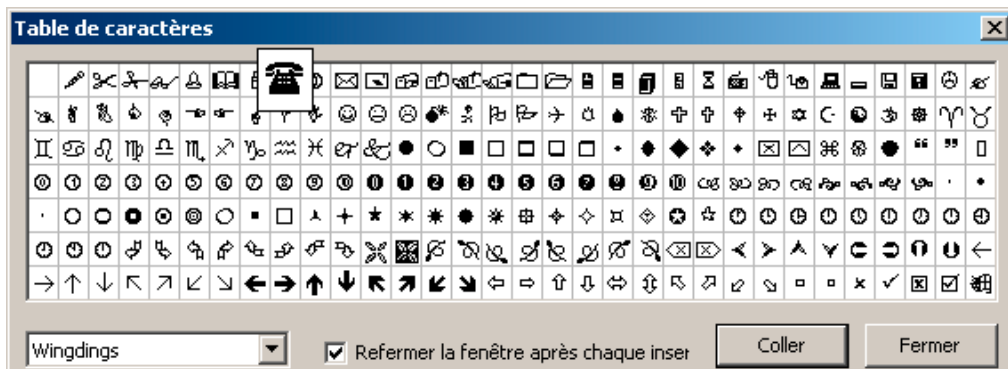 Table de caractères
Wingdings
Refermer la fenêtre après chaque inser
Coller
Fermer